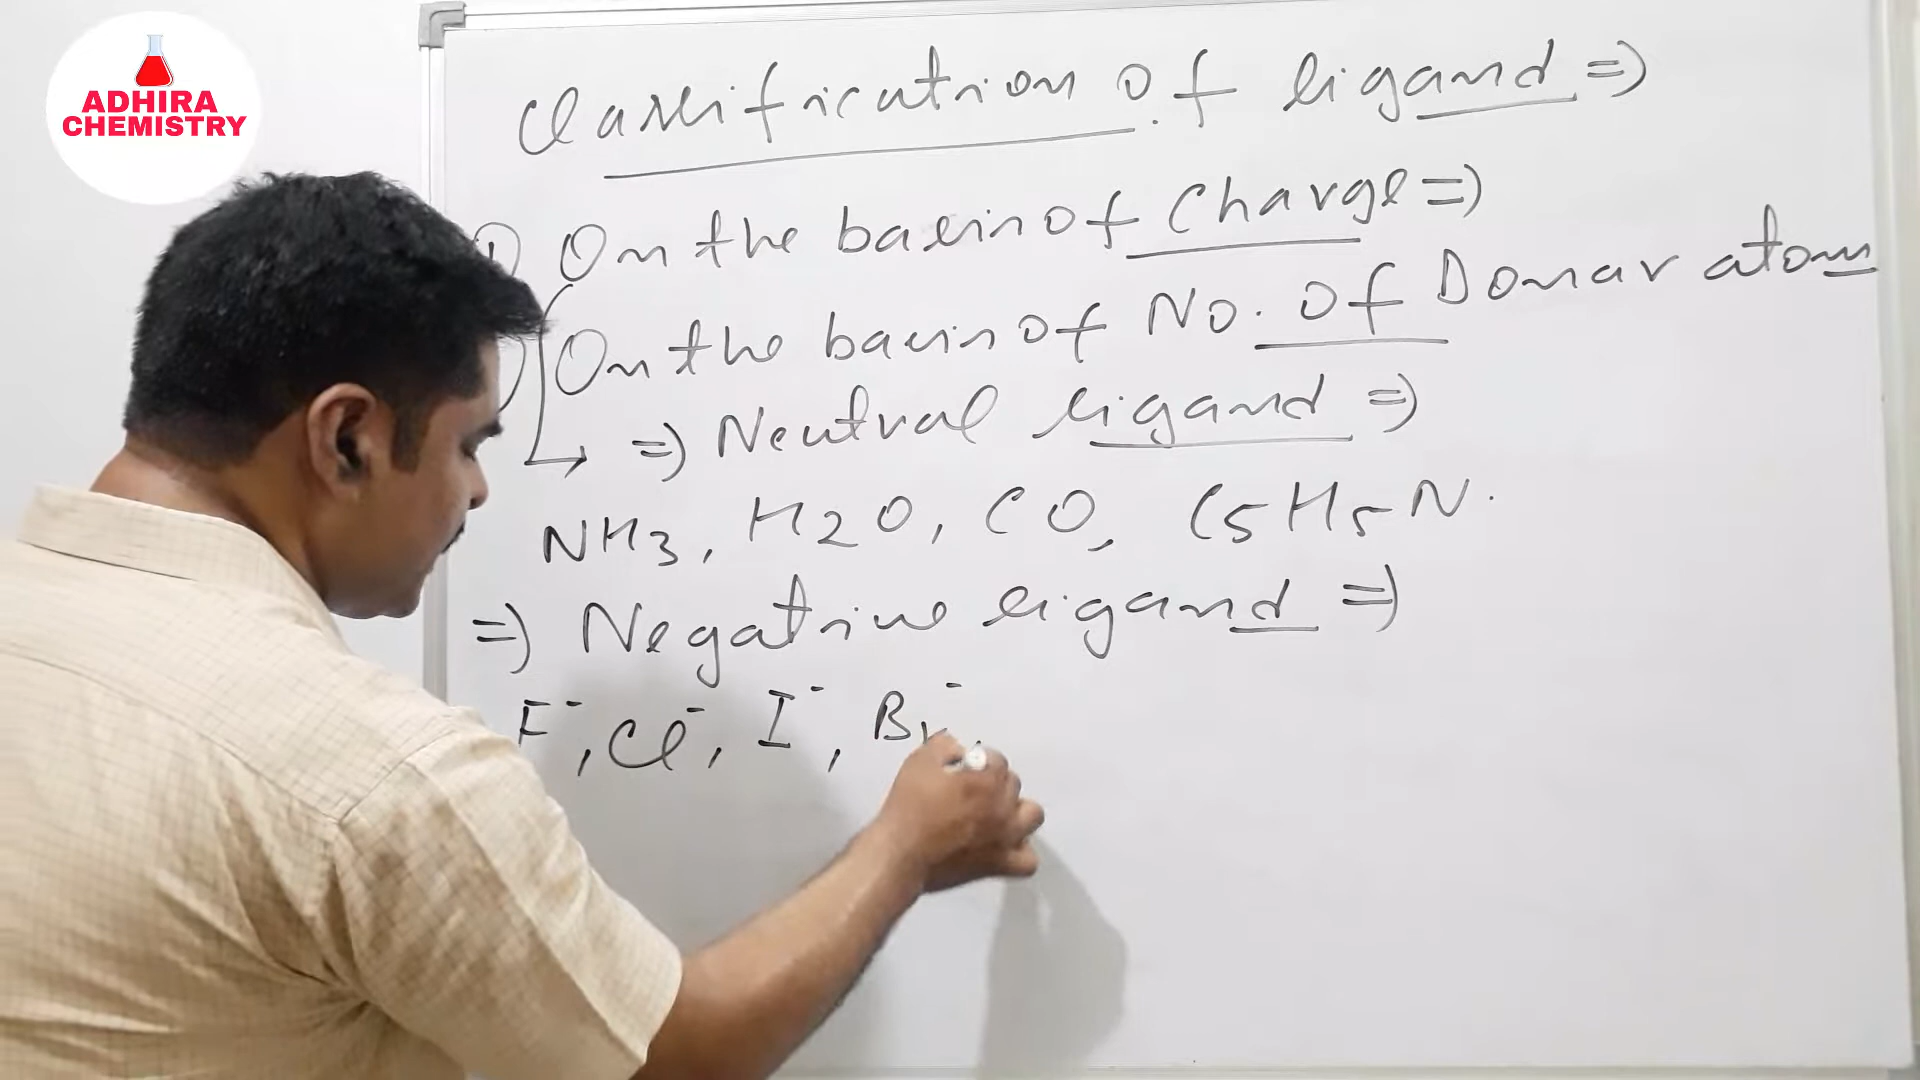 ADHIRA
CHEMISTRY
Classification of ligand =>
1) On the basis of Charge =>
On the basis of No. of Donar atom
=> Neutral ligand =>
NH3, H2O, CO, C5H5N.
=> Negative ligand =>
F-, Cl-, I-, Br-,